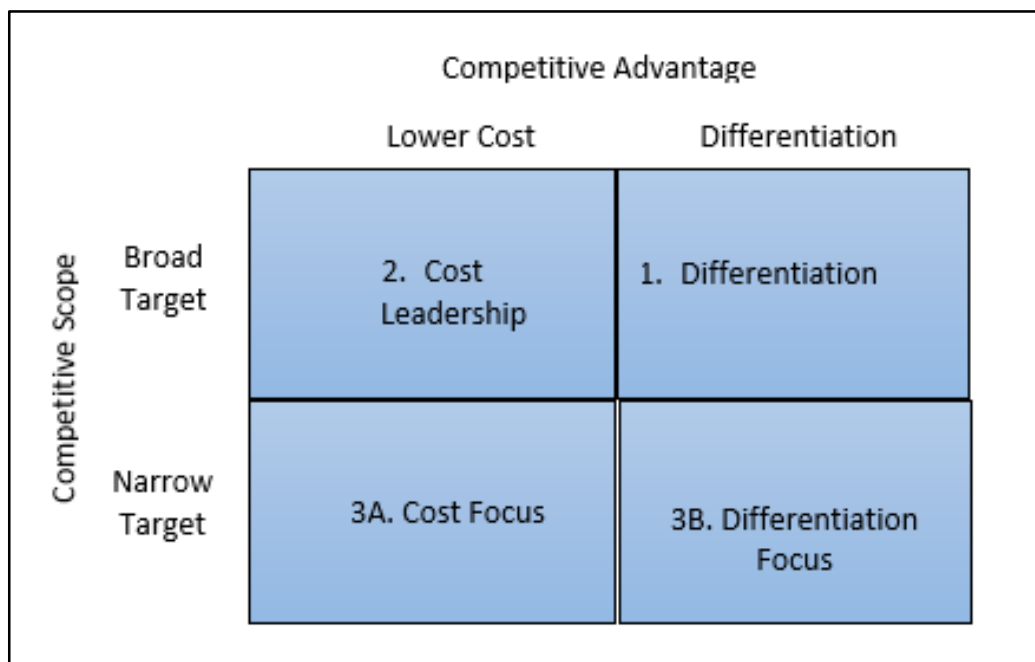 Competitive Advantage
Lower Cost
Differentiation
Competitive Scope
Broad
Target
2. Cost
Leadership
1. Differentiation
Narrow
Target
3A. Cost Focus
3B. Differentiation
Focus